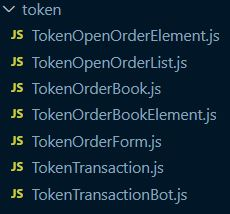 token
JS TokenOpenOrderElement.js
JS TokenOpenOrderList.js
JS TokenOrderBook.js
JS TokenOrderBookElement.js
JS TokenOrderForm.js
JS TokenTransaction.js
JS TokenTransactionBot.js